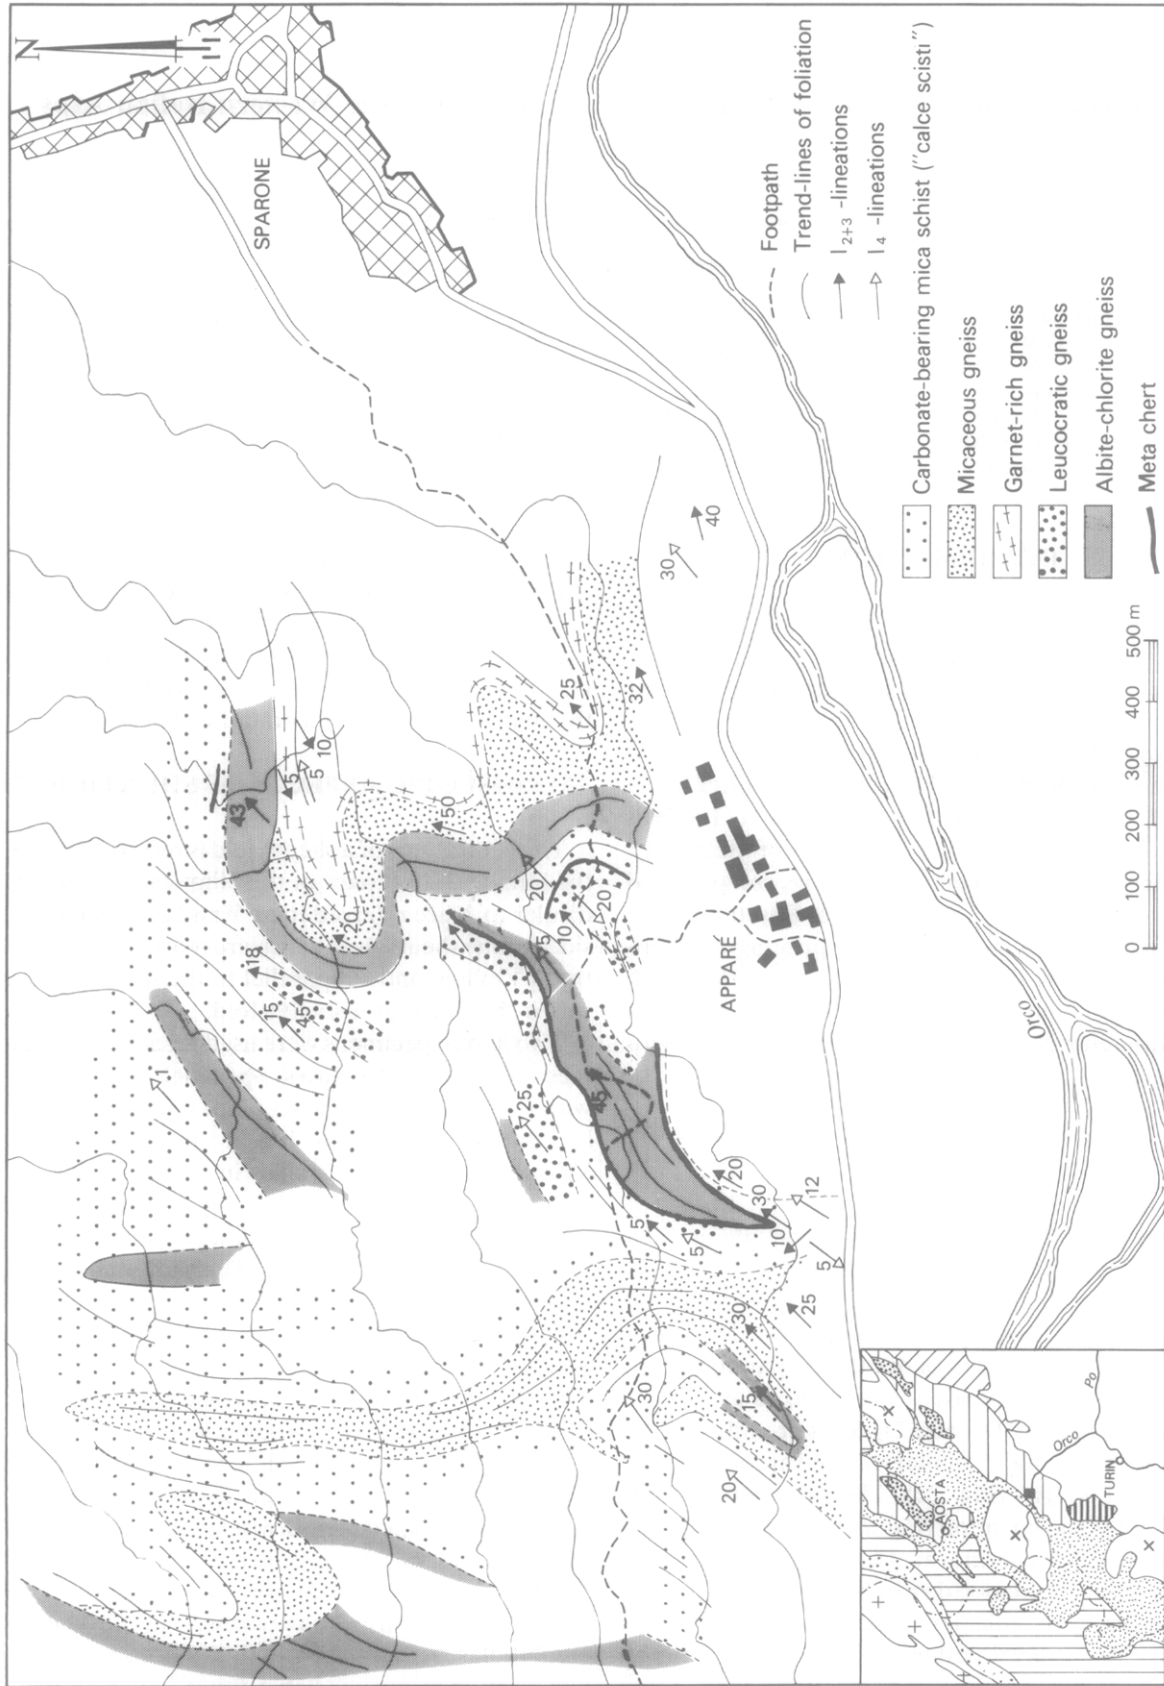 N
SPARONE
Footpath
Trend-lines of foliation
l2+3 -lineations
l4 -lineations
Carbonate-bearing mica schist ("calce scisti")
Micaceous gneiss
Garnet-rich gneiss
Leucocratic gneiss
Albite-chlorite gneiss
Meta chert
0 100 200 300 400 500 m
APPARÉ
Orco
40
30
32
25
10
5
5
43
50
20
18
15
45
1
20
10
20
5
25
45
20
30
12
10
5
5
5
25
30
15
30
20
AOSTA
TURIN
Orco
Po